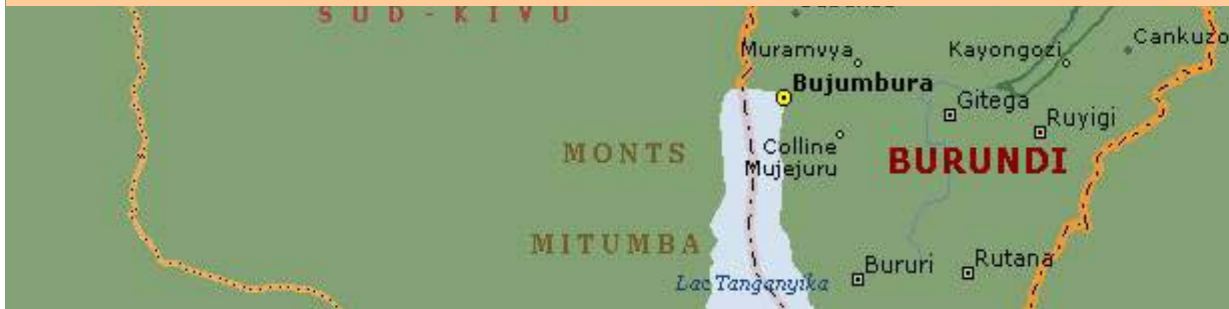 SUD-KIVU
Muramvya
Kayongozi
Cankuzo
Bujumbura
Gitega
Ruyigi
Colline
Mujejuru
BURUNDI
MONTS
MITUMBA
Bururi
Rutana
Lac Tanganyika